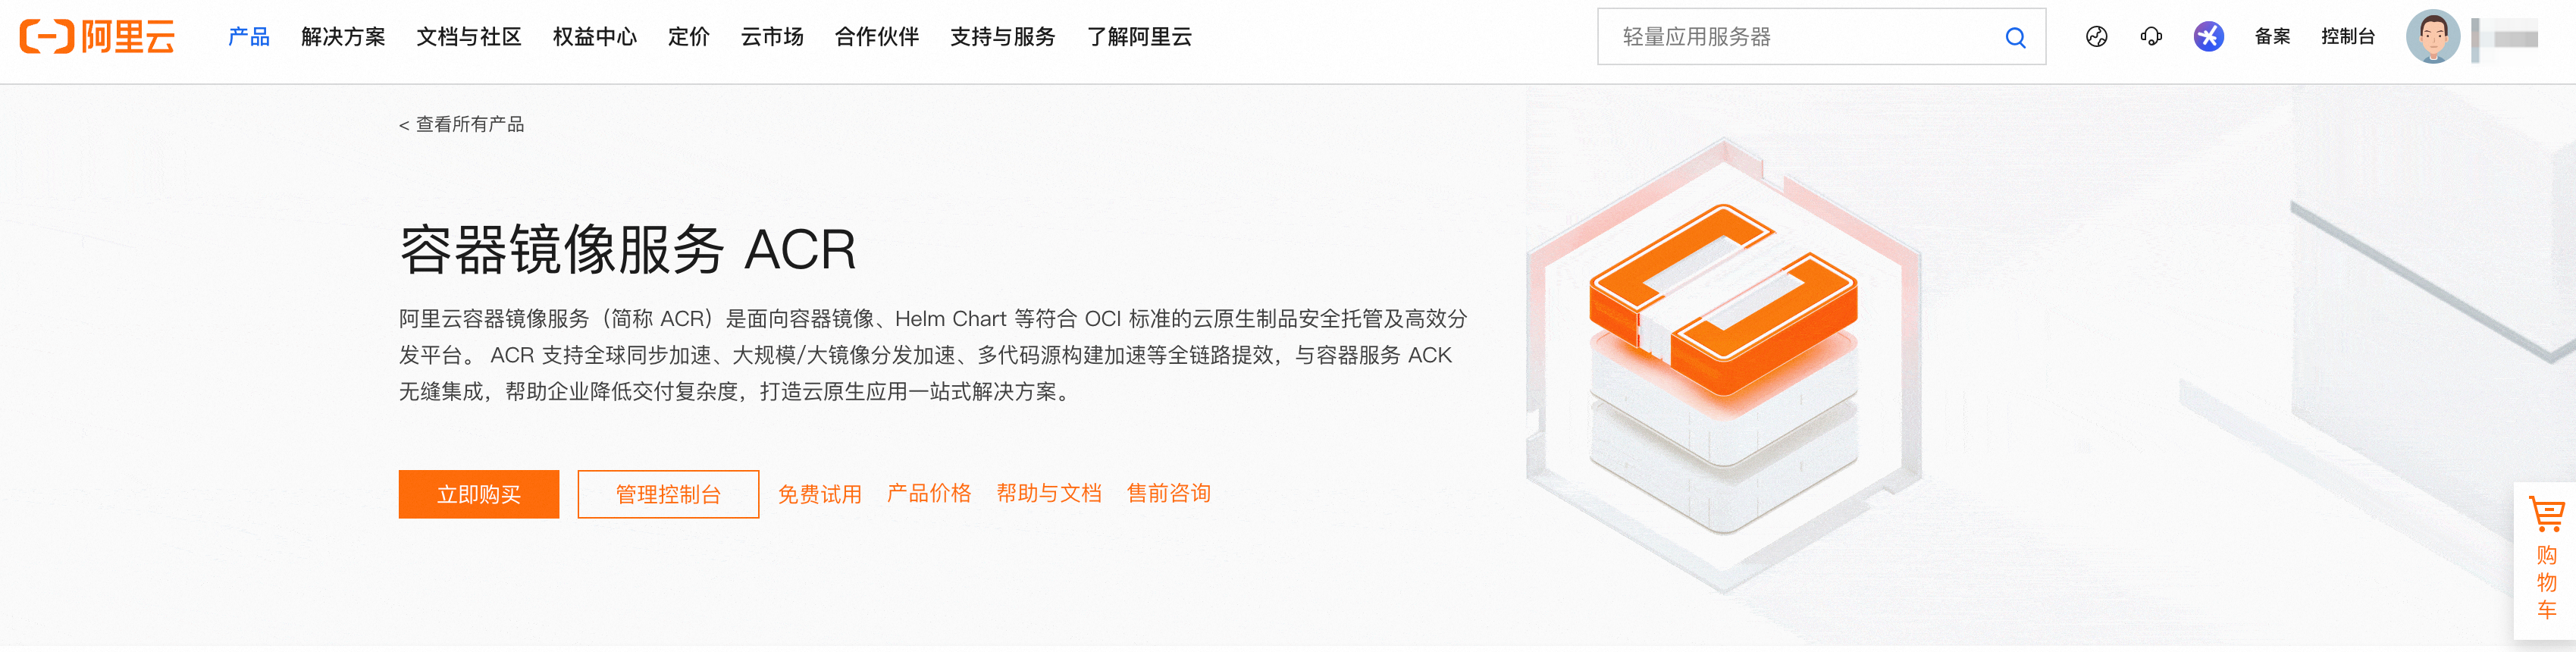 阿里云 产品 解决方案 文档与社区 权益中心 定价 云市场 合作伙伴 支持与服务 了解阿里云 轻量应用服务器 备案 控制台
< 查看所有产品
容器镜像服务 ACR
阿里云容器镜像服务（简称 ACR）是面向容器镜像、Helm Chart 等符合 OCI 标准的云原生制品安全托管及高效分
发平台。 ACR 支持全球同步加速、大规模/大镜像分发加速、多代码源构建加速等全链路提效，与容器服务 ACK
无缝集成，帮助企业降低交付复杂度，打造云原生应用一站式解决方案。
立即购买 管理控制台 免费试用 产品价格 帮助与文档 售前咨询
购
物
车